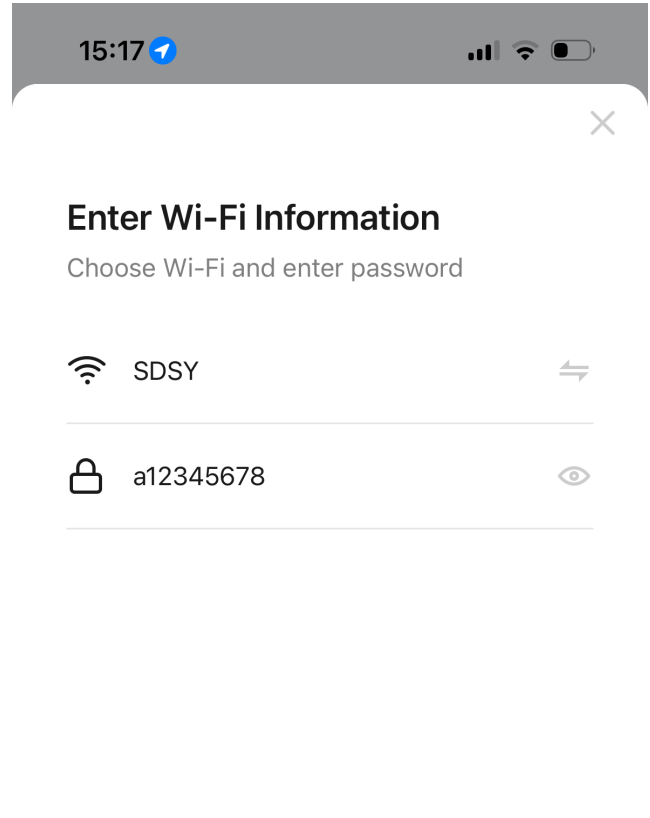 15:17
Enter Wi-Fi Information
Choose Wi-Fi and enter password
SDSY
a12345678